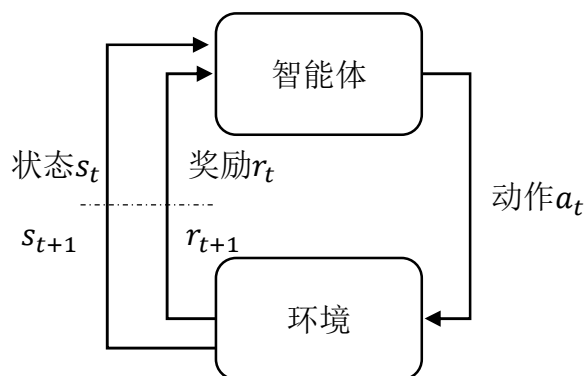 智能体
状态s_t
奖励r_t
动作a_t
s_{t+1}
r_{t+1}
环境